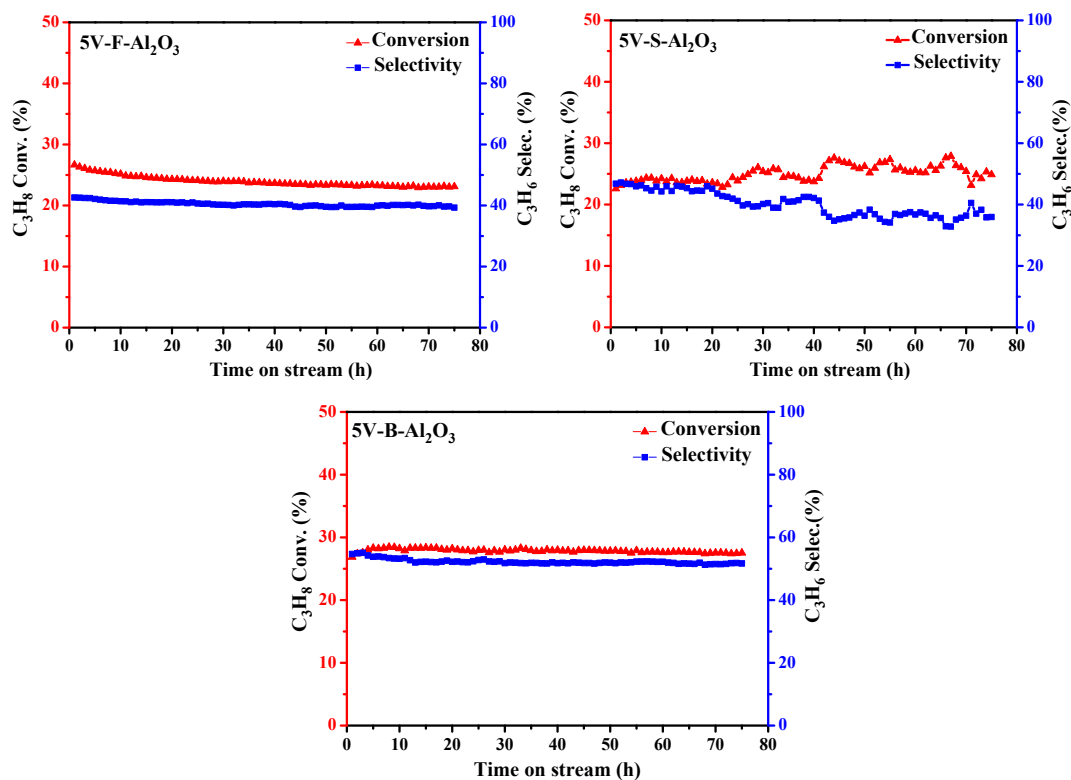 5V-F-Al₂O₃
Conversion
Selectivity
C₃H₈ Conv. (%)
50
40
30
20
10
0
100
80
60
40
20
0
C₃H₆ Selec. (%)
0 10 20 30 40 50 60 70 80
Time on stream (h)
5V-S-Al₂O₃
Conversion
Selectivity
C₃H₈ Conv. (%)
50
40
30
20
10
0
100
80
60
40
20
0
C₃H₆ Selec. (%)
0 10 20 30 40 50 60 70 80
Time on stream (h)
5V-B-Al₂O₃
Conversion
Selectivity
C₃H₈ Conv. (%)
50
40
30
20
10
0
100
80
60
40
20
0
C₃H₆ Selec.(%)
0 10 20 30 40 50 60 70 80
Time on stream (h)